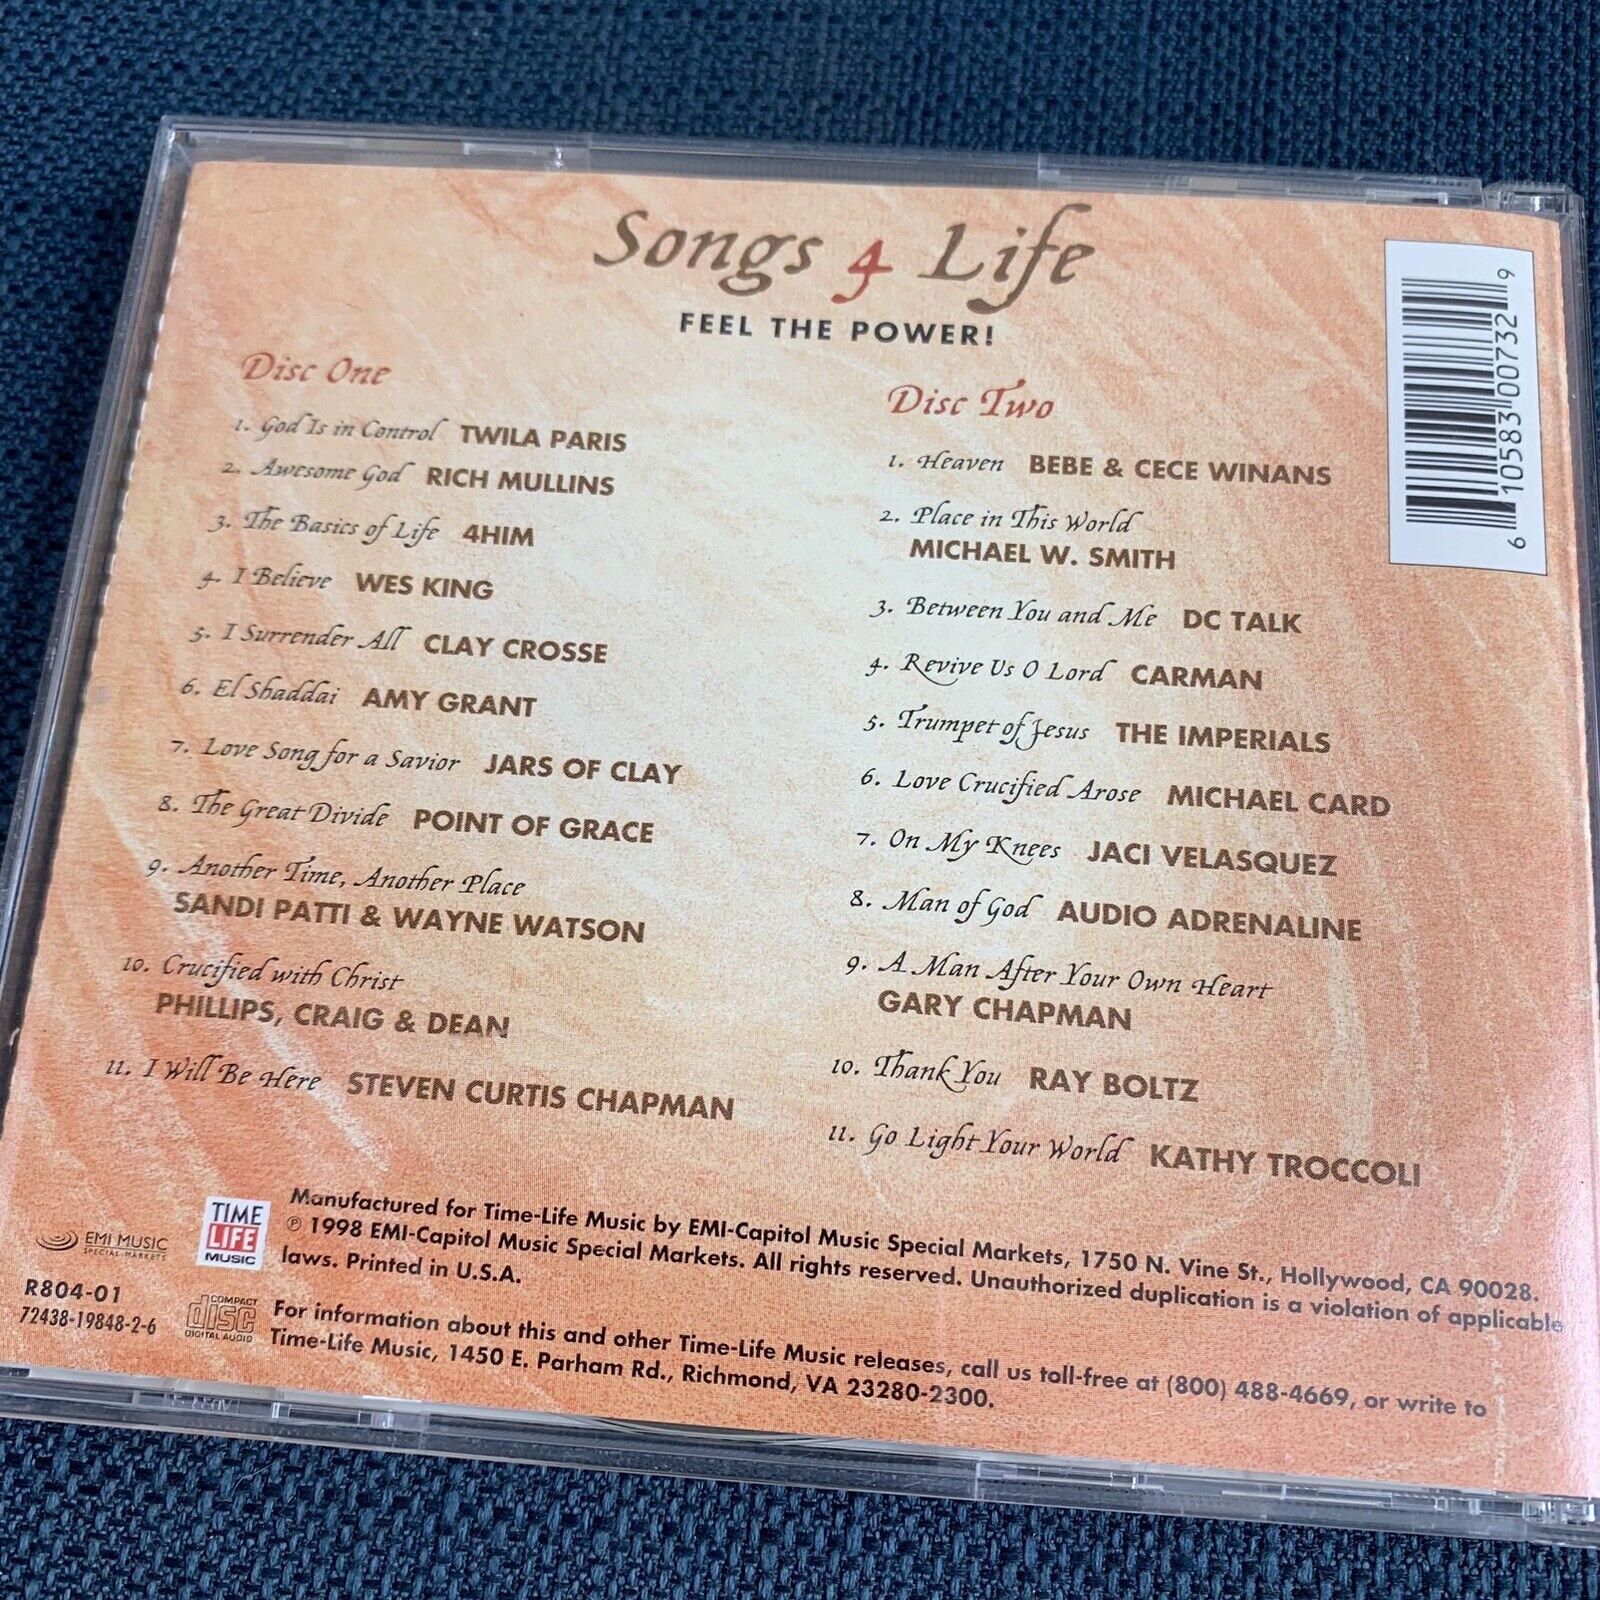 Songs 4 Life
FEEL THE POWER!
Disc One
1. God Is in Control TWILA PARIS
2. Awesome God RICH MULLINS
3. The Basics of Life 4HIM
4. I Believe WES KING
5. I Surrender All CLAY CROSSE
6. El Shaddai AMY GRANT
7. Love Song for a Savior JARS OF CLAY
8. The Great Divide POINT OF GRACE
9. Another Time, Another Place
SANDI PATTI & WAYNE WATSON
10. Crucified with Christ
PHILLIPS, CRAIG & DEAN
11. I Will Be Here STEVEN CURTIS CHAPMAN
Disc Two
1. Heaven BEBE & CECE WINANS
2. Place in This World
MICHAEL W. SMITH
3. Between You and Me DC TALK
4. Revive Us O Lord CARMAN
5. Trumpet of Jesus THE IMPERIALS
6. Love Crucified Arose MICHAEL CARD
7. On My Knees JACI VELASQUEZ
8. Man of God AUDIO ADRENALINE
9. A Man After Your Own Heart
GARY CHAPMAN
10. Thank You RAY BOLTZ
11. Go Light Your World KATHY TROCCOLI
6 10583 00732 9
EMI MUSIC
SPECIAL MARKETS
TIME
LIFE
MUSIC
Manufactured for Time-Life Music by EMI-Capitol Music Special Markets, 1750 N. Vine St., Hollywood, CA 90028.
℗ 1998 EMI-Capitol Music Special Markets. All rights reserved. Unauthorized duplication is a violation of applicable
laws. Printed in U.S.A.
R804-01
72438-19848-2-6
COMPACT
disc
DIGITAL AUDIO
For information about this and other Time-Life Music releases, call us toll-free at (800) 488-4669, or write to
Time-Life Music, 1450 E. Parham Rd., Richmond, VA 23280-2300.